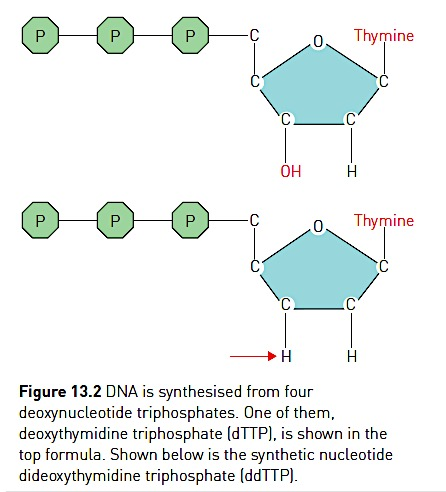 P P P C O Thymine
C C
C C
OH H
P P P C O Thymine
C C
C C
H H
Figure 13.2 DNA is synthesised from four
deoxynucleotide triphosphates. One of them,
deoxythymidine triphosphate (dTTP), is shown in the
top formula. Shown below is the synthetic nucleotide
dideoxythymidine triphosphate (ddTTP).